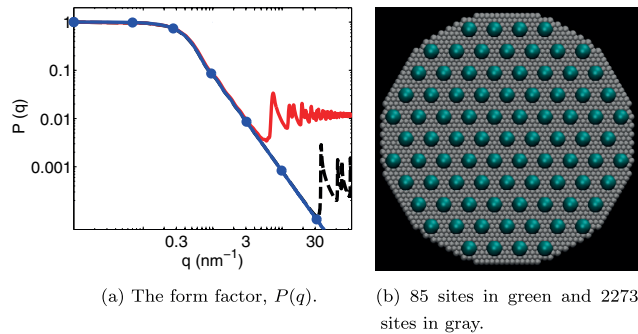 1
0.1
0.01
0.001
P (q)
0.3 3 30
q (nm⁻¹)
(a) The form factor, P(q).
(b) 85 sites in green and 2273
sites in gray.